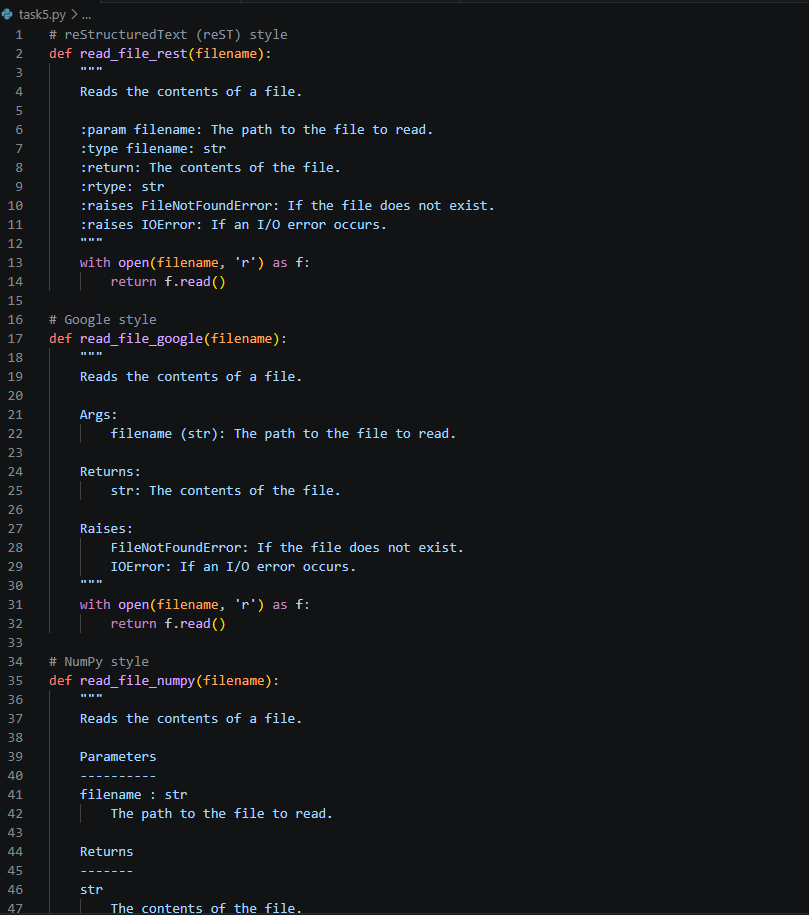 task5.py > ...
1 # reStructuredText (reST) style
2 def read_file_rest(filename):
3     """
4     Reads the contents of a file.
5
6     :param filename: The path to the file to read.
7     :type filename: str
8     :return: The contents of the file.
9     :rtype: str
10     :raises FileNotFoundError: If the file does not exist.
11     :raises IOError: If an I/O error occurs.
12     """
13     with open(filename, 'r') as f:
14         return f.read()
15
16 # Google style
17 def read_file_google(filename):
18     """
19     Reads the contents of a file.
20
21     Args:
22         filename (str): The path to the file to read.
23
24     Returns:
25         str: The contents of the file.
26
27     Raises:
28         FileNotFoundError: If the file does not exist.
29         IOError: If an I/O error occurs.
30     """
31     with open(filename, 'r') as f:
32         return f.read()
33
34 # NumPy style
35 def read_file_numpy(filename):
36     """
37     Reads the contents of a file.
38
39     Parameters
40     ----------
41     filename : str
42         The path to the file to read.
43
44     Returns
45     -------
46     str
47         The contents of the file.